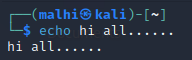 ┌──(malhi㉿kali)-[~]
└─$ echo hi all......
hi all......